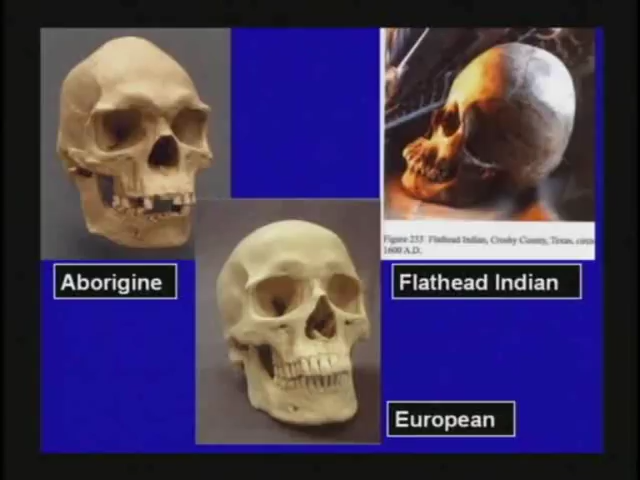 Figure 233 Flathead Indian, Crosby County, Texas, circa
1600 A.D.
Aborigine
Flathead Indian
European